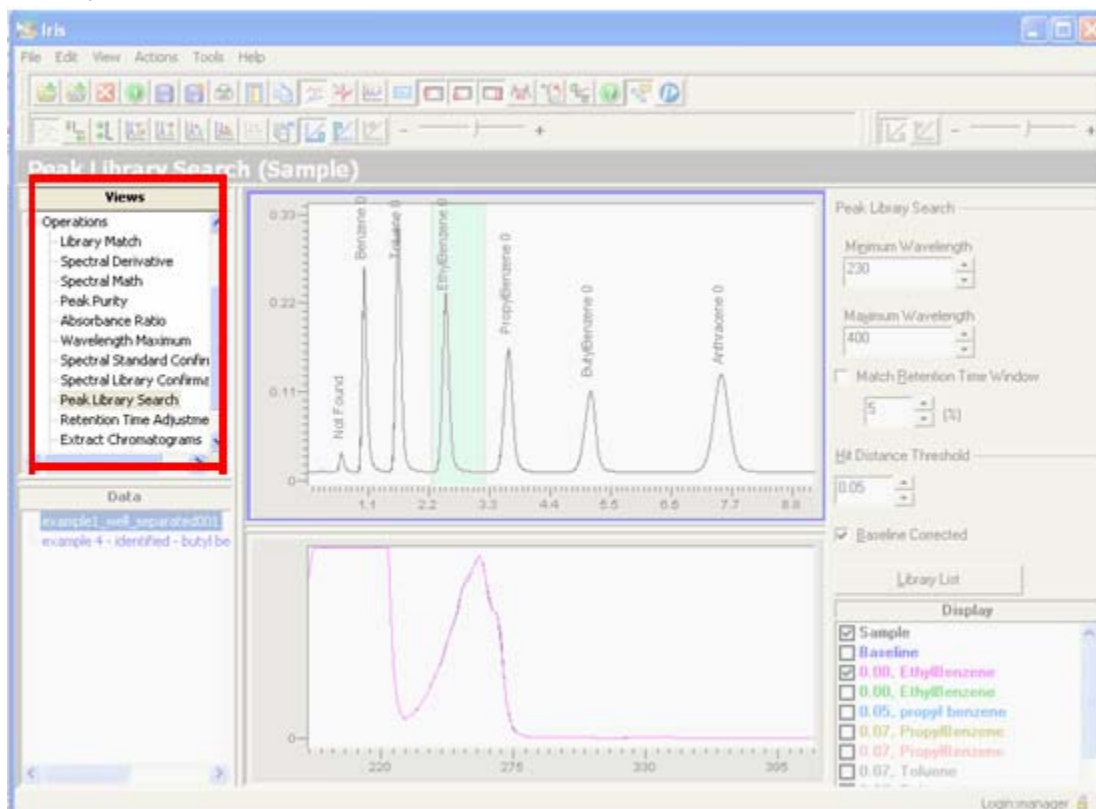 Iris
File Edit View Actions Tools Help
- +
- +
Peak Library Search (Sample)
Views
Operations
Library Match
Spectral Derivative
Spectral Math
Peak Purity
Absorbance Ratio
Wavelength Maximum
Spectral Standard Confirm
Spectral Library Confirma
Peak Library Search
Retention Time Adjustme
Extract Chromatograms
Data
example1_well_separated001
example 4 - identified - butyl be
0.33
0.22
0.11
0
Not Found
Benzene 0
Toluene 0
EthylBenzene 0
PropylBenzene 0
ButylBenzene 0
Anthracene 0
1.1 2.2 3.3 4.4 5.5 6.6 7.7 8.8
0
220 275 330 385
Peak Library Search
Minimum Wavelength
230
Maximum Wavelength
400
Match Retention Time Window
5 (%)
Hit Distance Threshold
0.05
Baseline Corrected
Library List
Display
Sample
Baseline
0.00, EthylBenzene
0.00, EthylBenzene
0.05, propyl benzene
0.07, PropylBenzene
0.07, PropylBenzene
0.07, Toluene
Login:manager